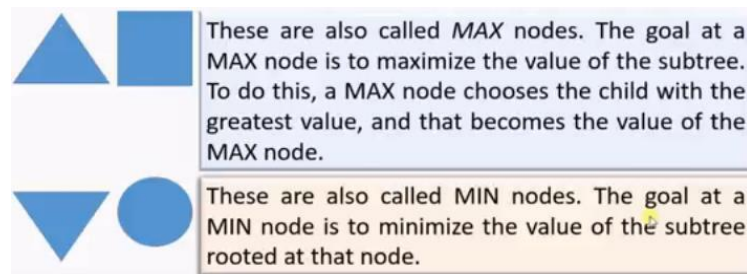 These are also called MAX nodes. The goal at a
MAX node is to maximize the value of the subtree.
To do this, a MAX node chooses the child with the
greatest value, and that becomes the value of the
MAX node.
These are also called MIN nodes. The goal at a
MIN node is to minimize the value of the subtree
rooted at that node.